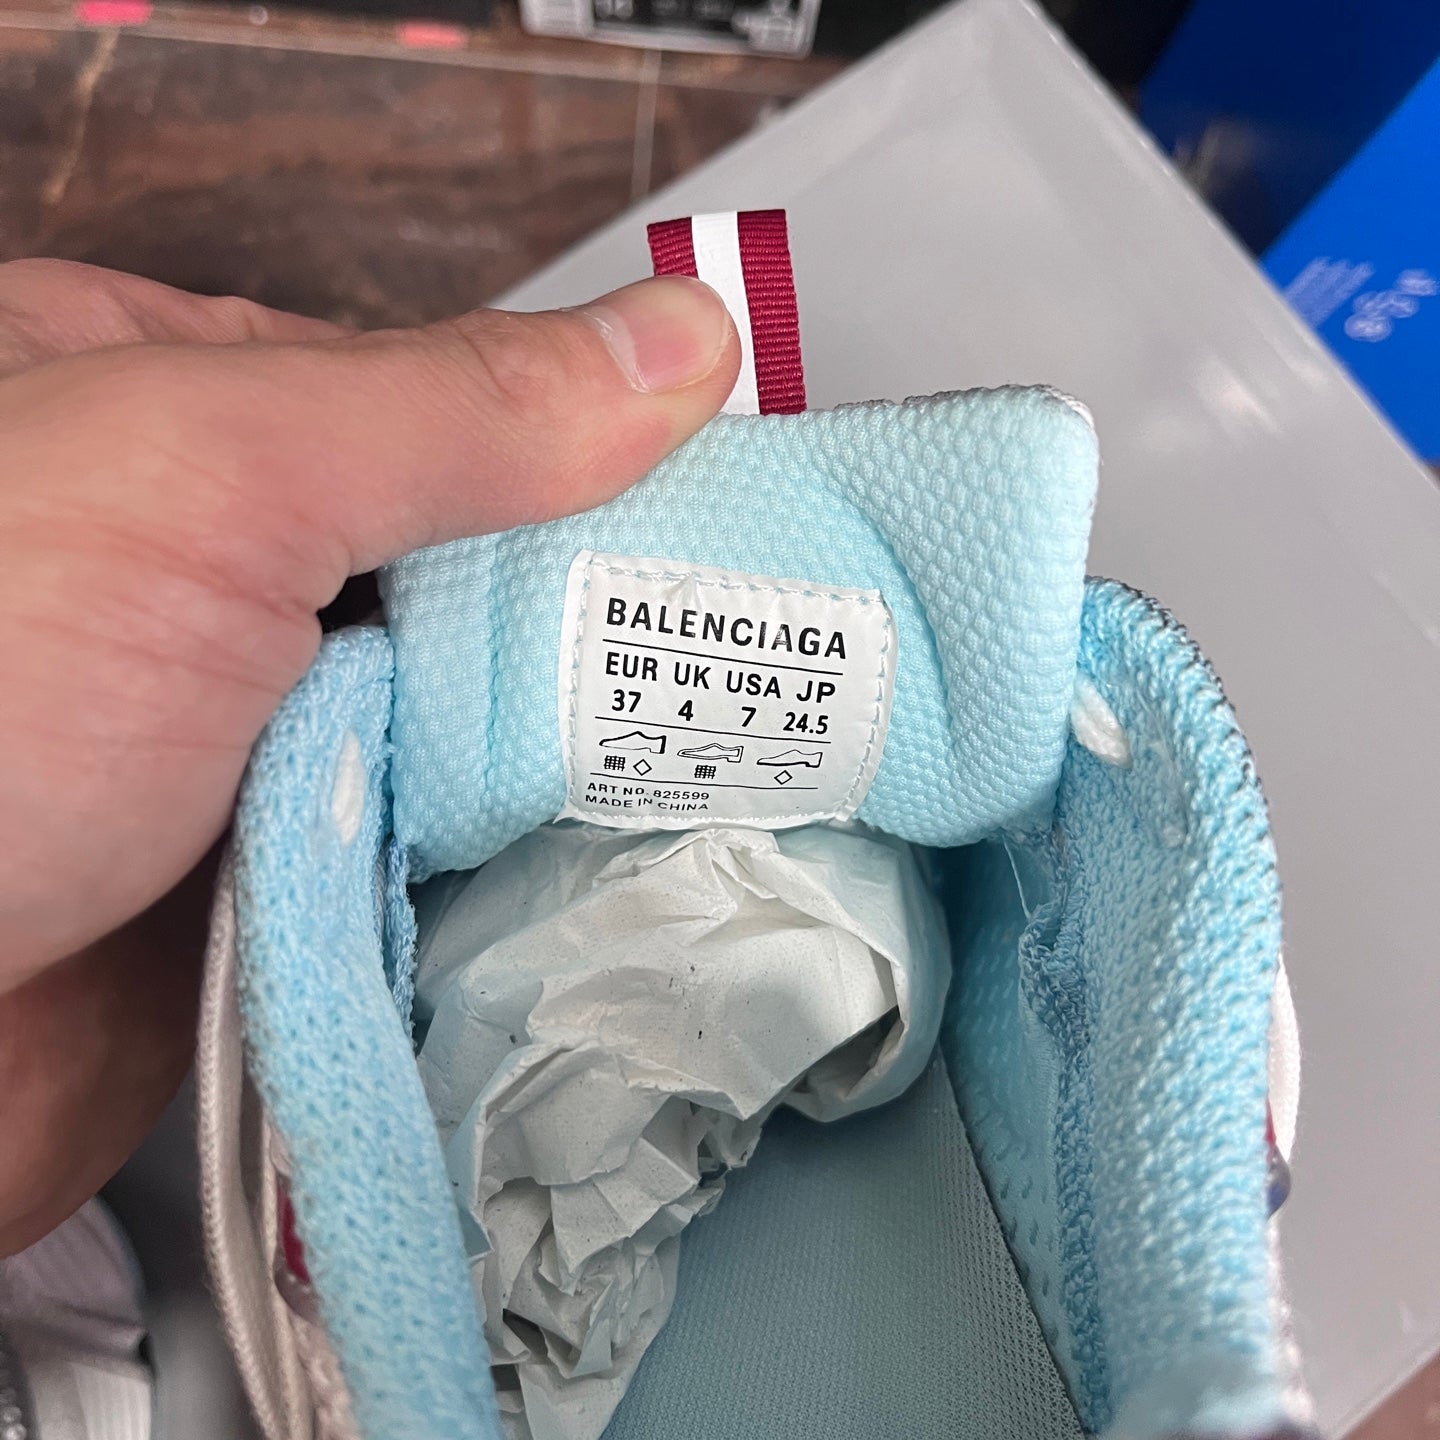 BALENCIAGA
EUR UK USA JP
37 4 7 24.5
ART NO. 825599
MADE IN CHINA